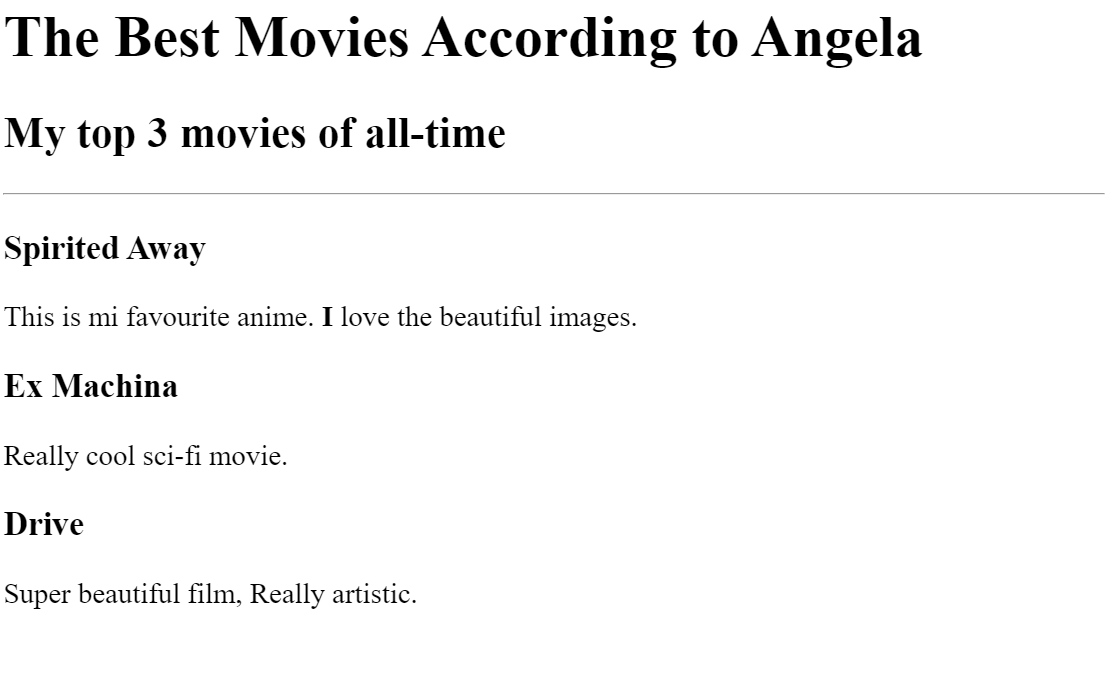 The Best Movies According to Angela
My top 3 movies of all-time
Spirited Away
This is mi favourite anime. I love the beautiful images.
Ex Machina
Really cool sci-fi movie.
Drive
Super beautiful film, Really artistic.